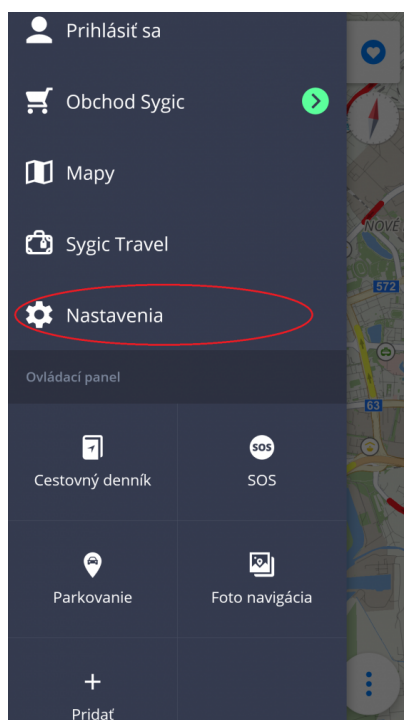 Prihlásiť sa
Obchod Sygic
Mapy
Sygic Travel
Nastavenia
Ovládací panel
Cestovný denník
SOS
SOS
Parkovanie
Foto navigácia
Pridať
NOVÉ
572
63